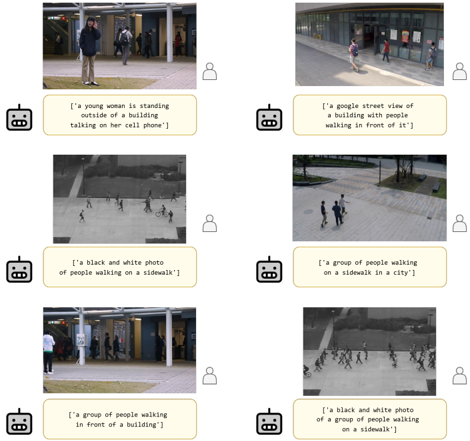 ['a young woman is standing
outside of a building
talking on her cell phone']
['a google street view of
a building with people
walking in front of it']
['a black and white photo
of people walking on a sidewalk']
['a group of people walking
on a sidewalk in a city']
['a group of people walking
in front of a building']
['a black and white photo
of a group of people walking
on a sidewalk']